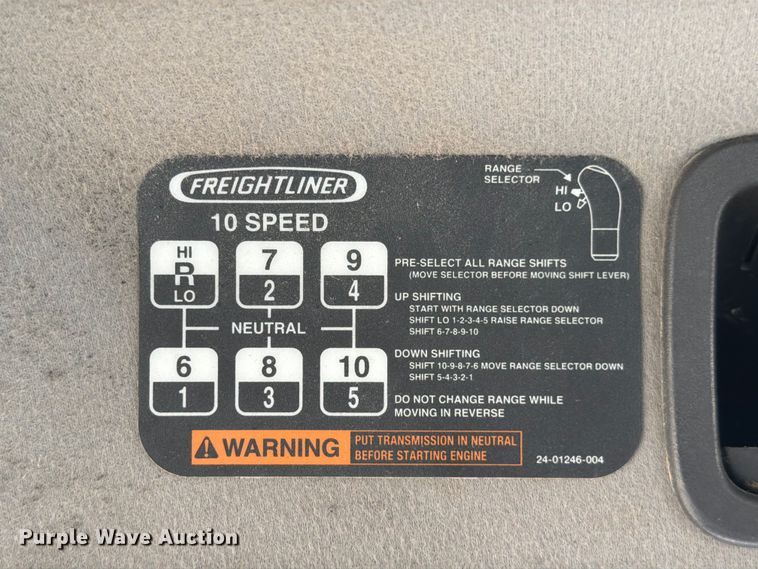 FREIGHTLINER
10 SPEED
RANGE
SELECTOR
HI
LO
HI
R
LO
7
2
9
4
NEUTRAL
6
1
8
3
10
5
PRE-SELECT ALL RANGE SHIFTS
(MOVE SELECTOR BEFORE MOVING SHIFT LEVER)
UP SHIFTING
START WITH RANGE SELECTOR DOWN
SHIFT LO 1-2-3-4-5 RAISE RANGE SELECTOR
SHIFT 6-7-8-9-10
DOWN SHIFTING
SHIFT 10-9-8-7-6 MOVE RANGE SELECTOR DOWN
SHIFT 5-4-3-2-1
DO NOT CHANGE RANGE WHILE
MOVING IN REVERSE
WARNING
PUT TRANSMISSION IN NEUTRAL
BEFORE STARTING ENGINE
24-01246-004
Purple Wave Auction